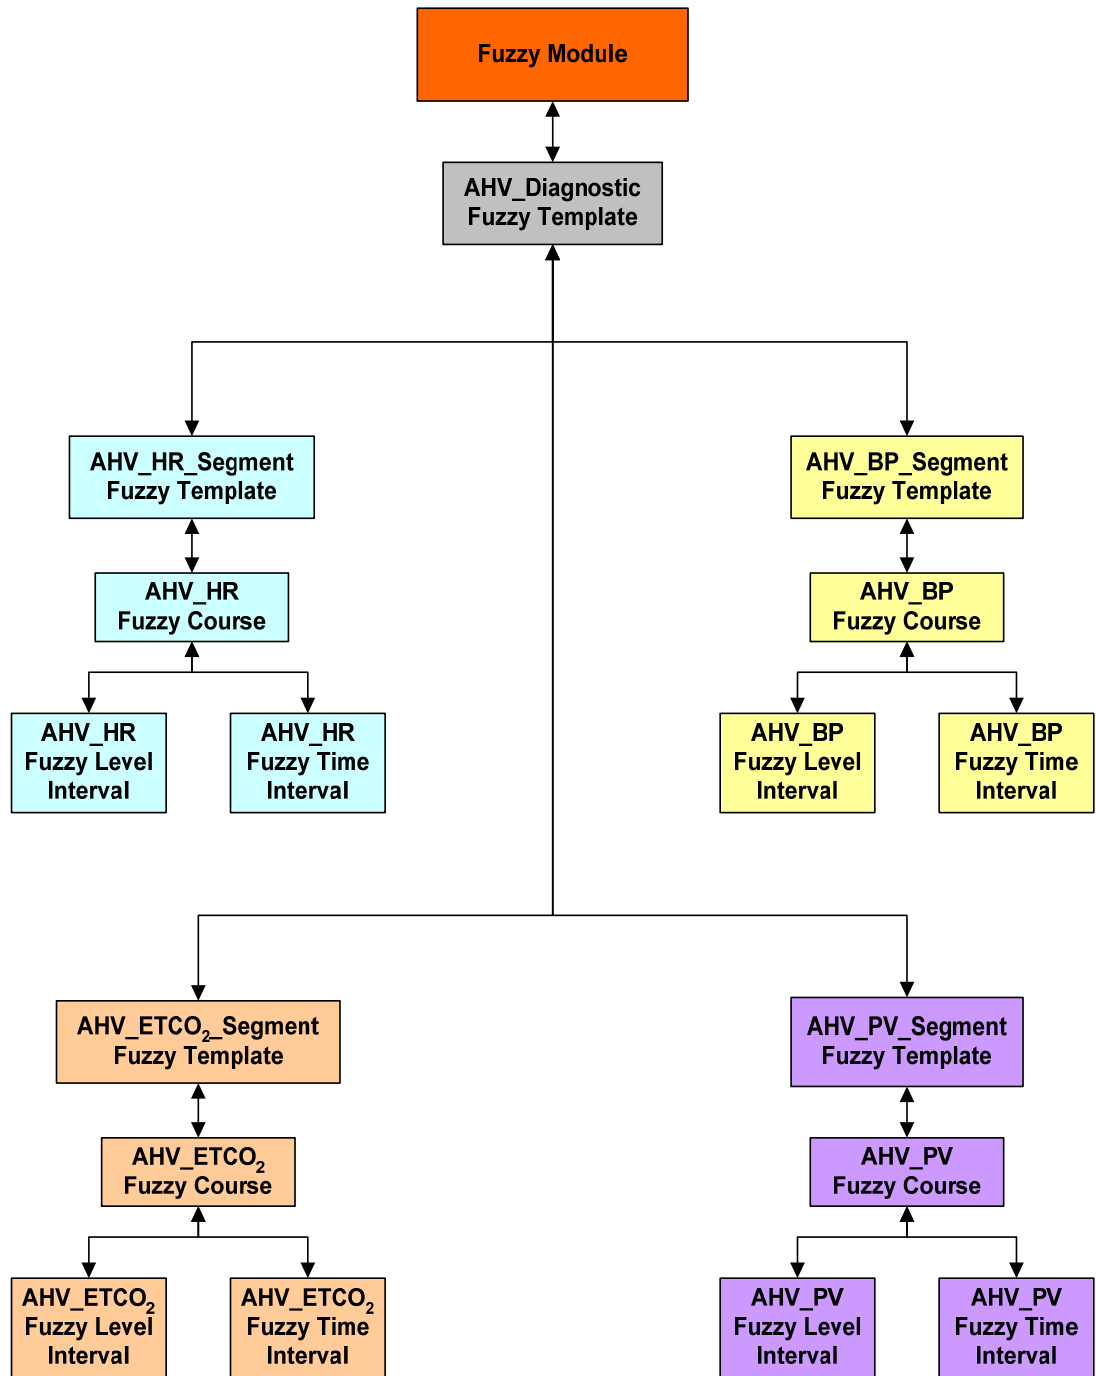 Fuzzy Module
AHV_Diagnostic
Fuzzy Template
AHV_HR_Segment
Fuzzy Template
AHV_BP_Segment
Fuzzy Template
AHV_HR
Fuzzy Course
AHV_BP
Fuzzy Course
AHV_HR
Fuzzy Level
Interval
AHV_HR
Fuzzy Time
Interval
AHV_BP
Fuzzy Level
Interval
AHV_BP
Fuzzy Time
Interval
AHV_ETCO₂_Segment
Fuzzy Template
AHV_PV_Segment
Fuzzy Template
AHV_ETCO₂
Fuzzy Course
AHV_PV
Fuzzy Course
AHV_ETCO₂
Fuzzy Level
Interval
AHV_ETCO₂
Fuzzy Time
Interval
AHV_PV
Fuzzy Level
Interval
AHV_PV
Fuzzy Time
Interval